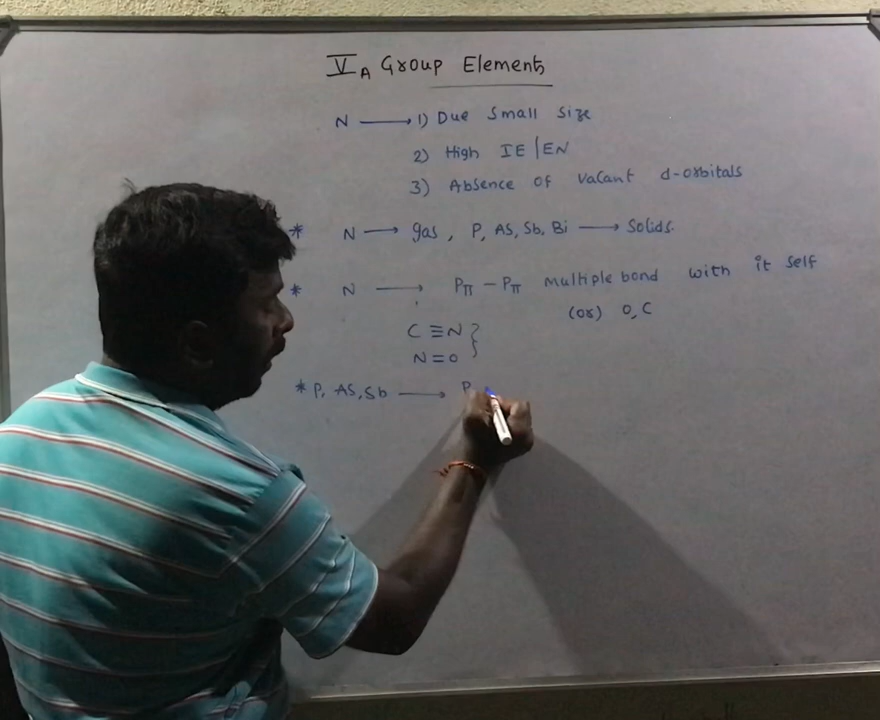 V A Group Elements
N ⟶ 1) Due Small Size
2) High IE/EN
3) Absence of Vacant d-orbitals
* N ⟶ gas, P, AS, Sb, Bi ⟶ Solids.
* N ⟶ Pπ – Pπ multiple bond with it self
(or) O, C
C≡N }
N=O
* P, AS, Sb ⟶ P